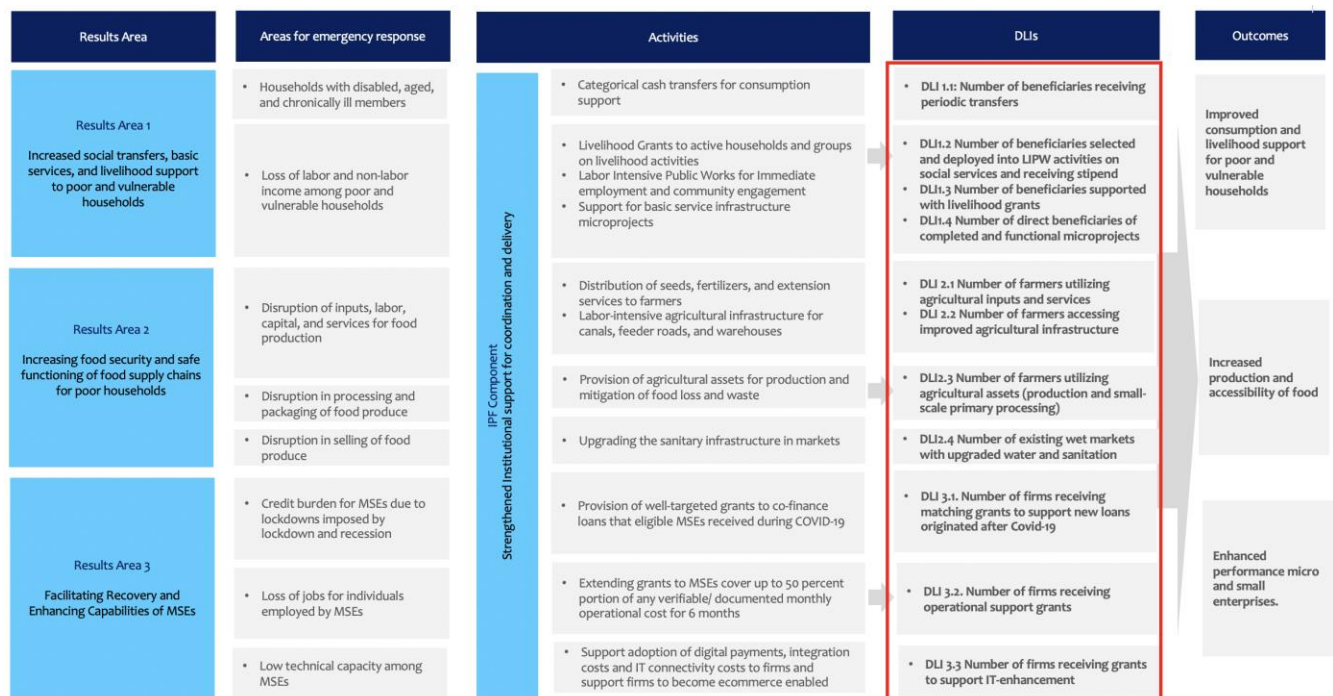 Results Area
Areas for emergency response
Activities
DLIs
Outcomes
Results Area 1
Increased social transfers, basic
services, and livelihood support
to poor and vulnerable
households
• Households with disabled, aged,
and chronically ill members
• Loss of labor and non-labor
income among poor and
vulnerable households
Results Area 2
Increasing food security and safe
functioning of food supply chains
for poor households
• Disruption of inputs, labor,
capital, and services for food
production
• Disruption in processing and
packaging of food produce
• Disruption in selling of food
produce
Results Area 3
Facilitating Recovery and
Enhancing Capabilities of MSEs
• Credit burden for MSEs due to
lockdowns imposed by
lockdown and recession
• Loss of jobs for individuals
employed by MSEs
• Low technical capacity among
MSEs
IPF Component
Strengthened Institutional support for coordination and delivery
• Categorical cash transfers for consumption
support
• Livelihood Grants to active households and groups
on livelihood activities
• Labor Intensive Public Works for Immediate
employment and community engagement
• Support for basic service infrastructure
microprojects
• Distribution of seeds, fertilizers, and extension
services to farmers
• Labor-intensive agricultural infrastructure for
canals, feeder roads, and warehouses
• Provision of agricultural assets for production and
mitigation of food loss and waste
• Upgrading the sanitary infrastructure in markets
• Provision of well-targeted grants to co-finance
loans that eligible MSEs received during COVID-19
• Extending grants to MSEs cover up to 50 percent
portion of any verifiable/ documented monthly
operational cost for 6 months
• Support adoption of digital payments, integration
costs and IT connectivity costs to firms and
support firms to become ecommerce enabled
• DLI 1.1: Number of beneficiaries receiving
periodic transfers
• DLI1.2 Number of beneficiaries selected
and deployed into LIPW activities on
social services and receiving stipend
• DLI1.3 Number of beneficiaries supported
with livelihood grants
• DLI1.4 Number of direct beneficiaries of
completed and functional microprojects
• DLI 2.1 Number of farmers utilizing
agricultural inputs and services
• DLI 2.2 Number of farmers accessing
improved agricultural infrastructure
• DLI2.3 Number of farmers utilizing
agricultural assets (production and small-
scale primary processing)
• DLI2.4 Number of existing wet markets
with upgraded water and sanitation
• DLI 3.1. Number of firms receiving
matching grants to support new loans
originated after Covid-19
• DLI 3.2. Number of firms receiving
operational support grants
• DLI 3.3 Number of firms receiving grants
to support IT-enhancement
Improved
consumption and
livelihood support
for poor and
vulnerable
households
Increased
production and
accessibility of food
Enhanced
performance micro
and small
enterprises.